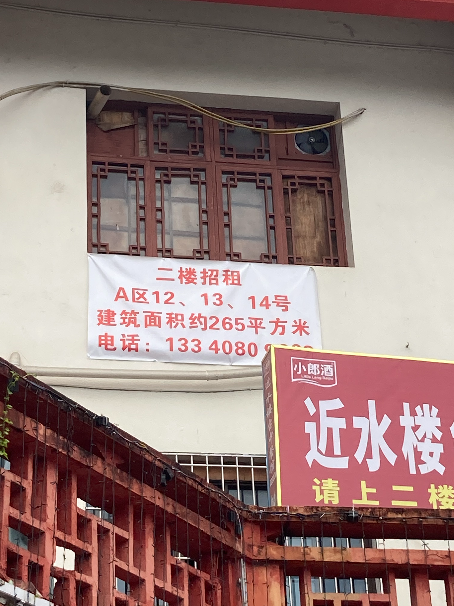 二楼招租
A区12、13、14号
建筑面积约265平方米
电话：133 4080
小郎酒
近水楼
请上二楼